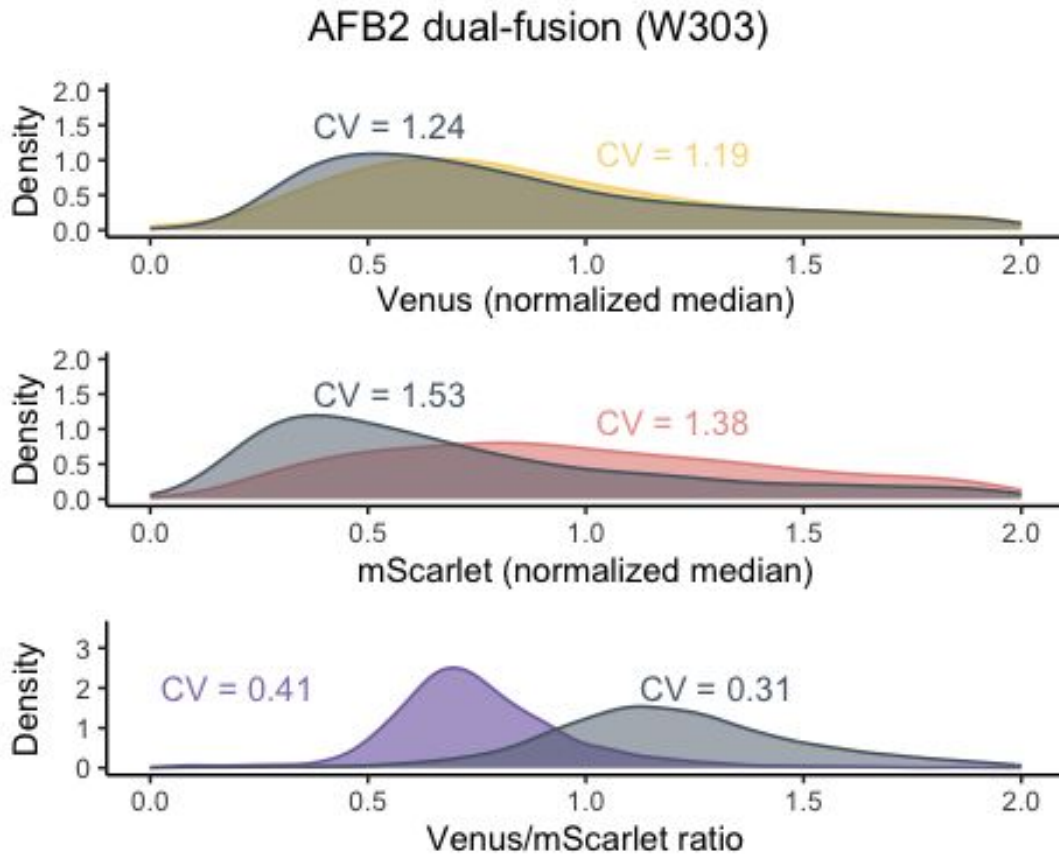 AFB2 dual-fusion (W303)
Density
2.0
1.5
1.0
0.5
0.0
CV = 1.24
CV = 1.19
0.0 0.5 1.0 1.5 2.0
Venus (normalized median)
Density
2.0
1.5
1.0
0.5
0.0
CV = 1.53
CV = 1.38
0.0 0.5 1.0 1.5 2.0
mScarlet (normalized median)
Density
3
2
1
0
CV = 0.41
CV = 0.31
0.0 0.5 1.0 1.5 2.0
Venus/mScarlet ratio